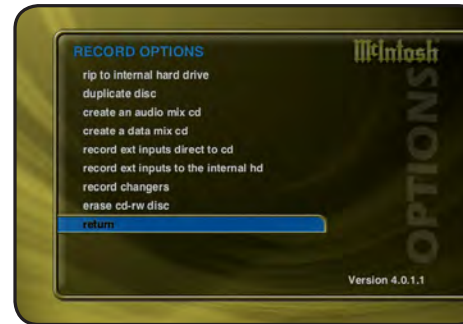 RECORD OPTIONS
McIntosh
rip to internal hard drive
duplicate disc
create an audio mix cd
create a data mix cd
record ext inputs direct to cd
record ext inputs to the internal hd
record changers
erase cd-rw disc
return
OPTIONS
Version 4.0.1.1